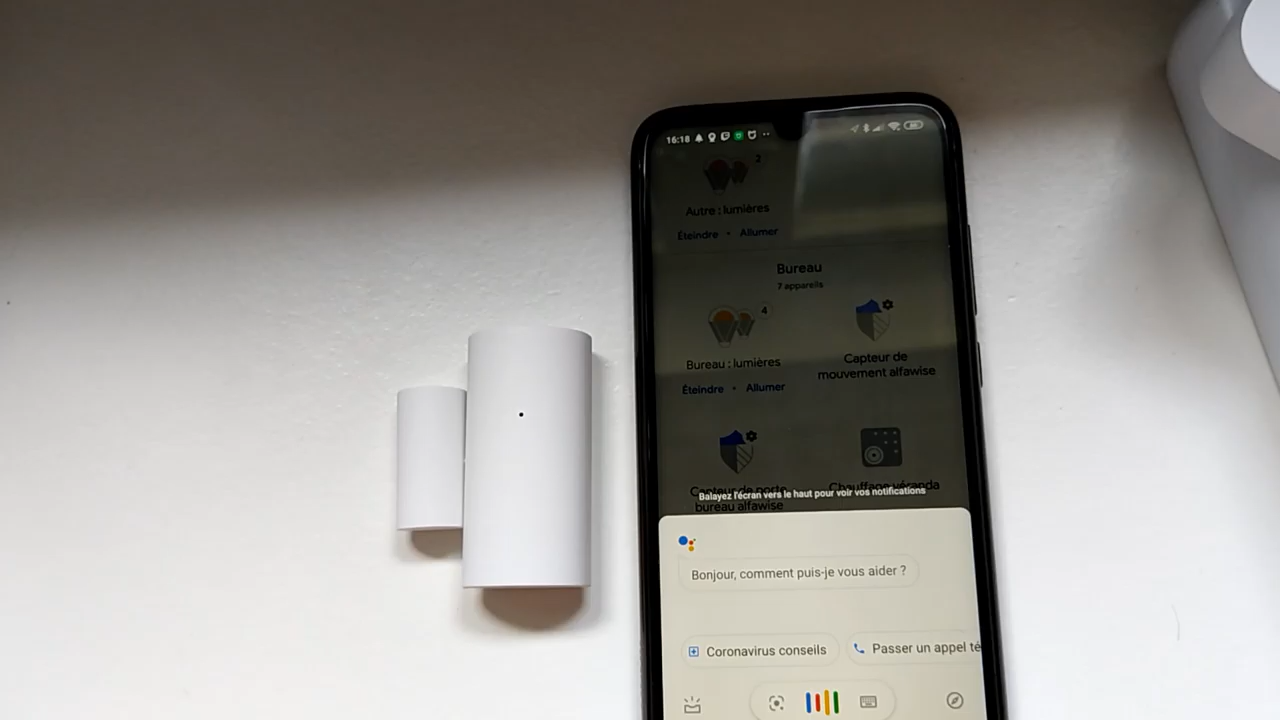 16:18
2
Autre : lumières
Éteindre • Allumer
Bureau
7 appareils
4
Bureau : lumières
Éteindre • Allumer
Capteur de
mouvement alfawise
Capteur de porte
bureau alfawise
Chauffage véranda
Balayez l'écran vers le haut pour voir vos notifications
Bonjour, comment puis-je vous aider ?
Coronavirus conseils
Passer un appel té